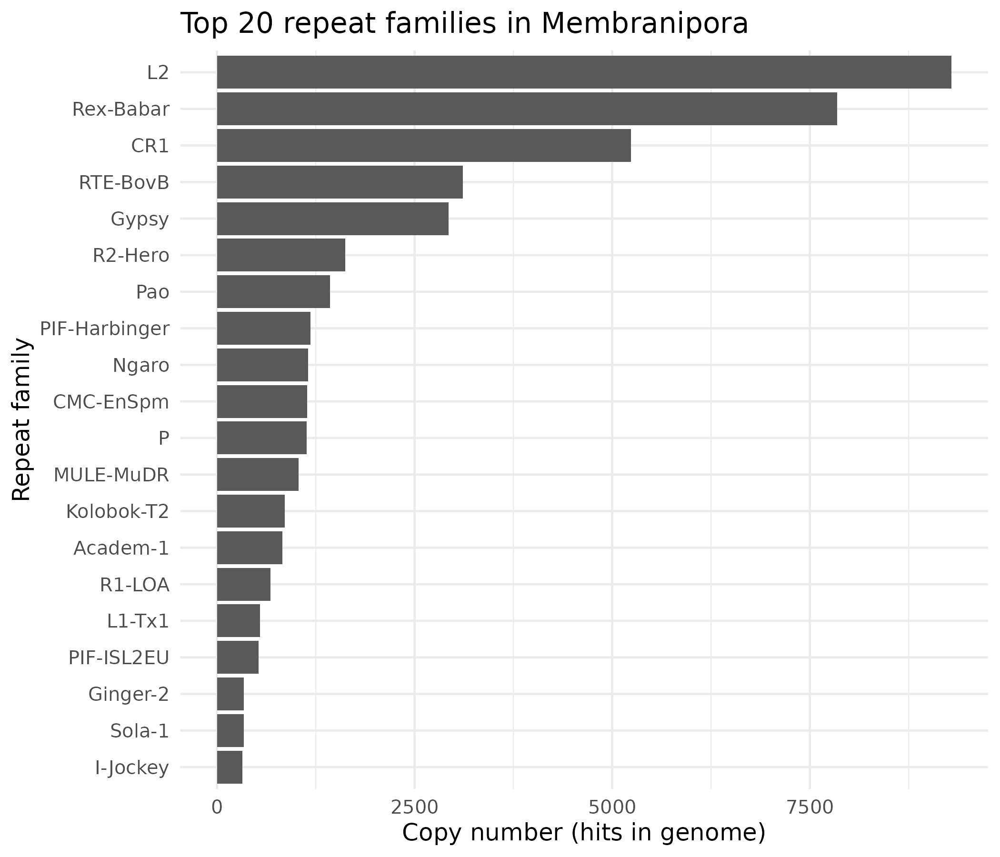 Top 20 repeat families in Membranipora
Repeat family
L2
Rex-Babar
CR1
RTE-BovB
Gypsy
R2-Hero
Pao
PIF-Harbinger
Ngaro
CMC-EnSpm
P
MULE-MuDR
Kolobok-T2
Academ-1
R1-LOA
L1-Tx1
PIF-ISL2EU
Ginger-2
Sola-1
I-Jockey
0 2500 5000 7500
Copy number (hits in genome)